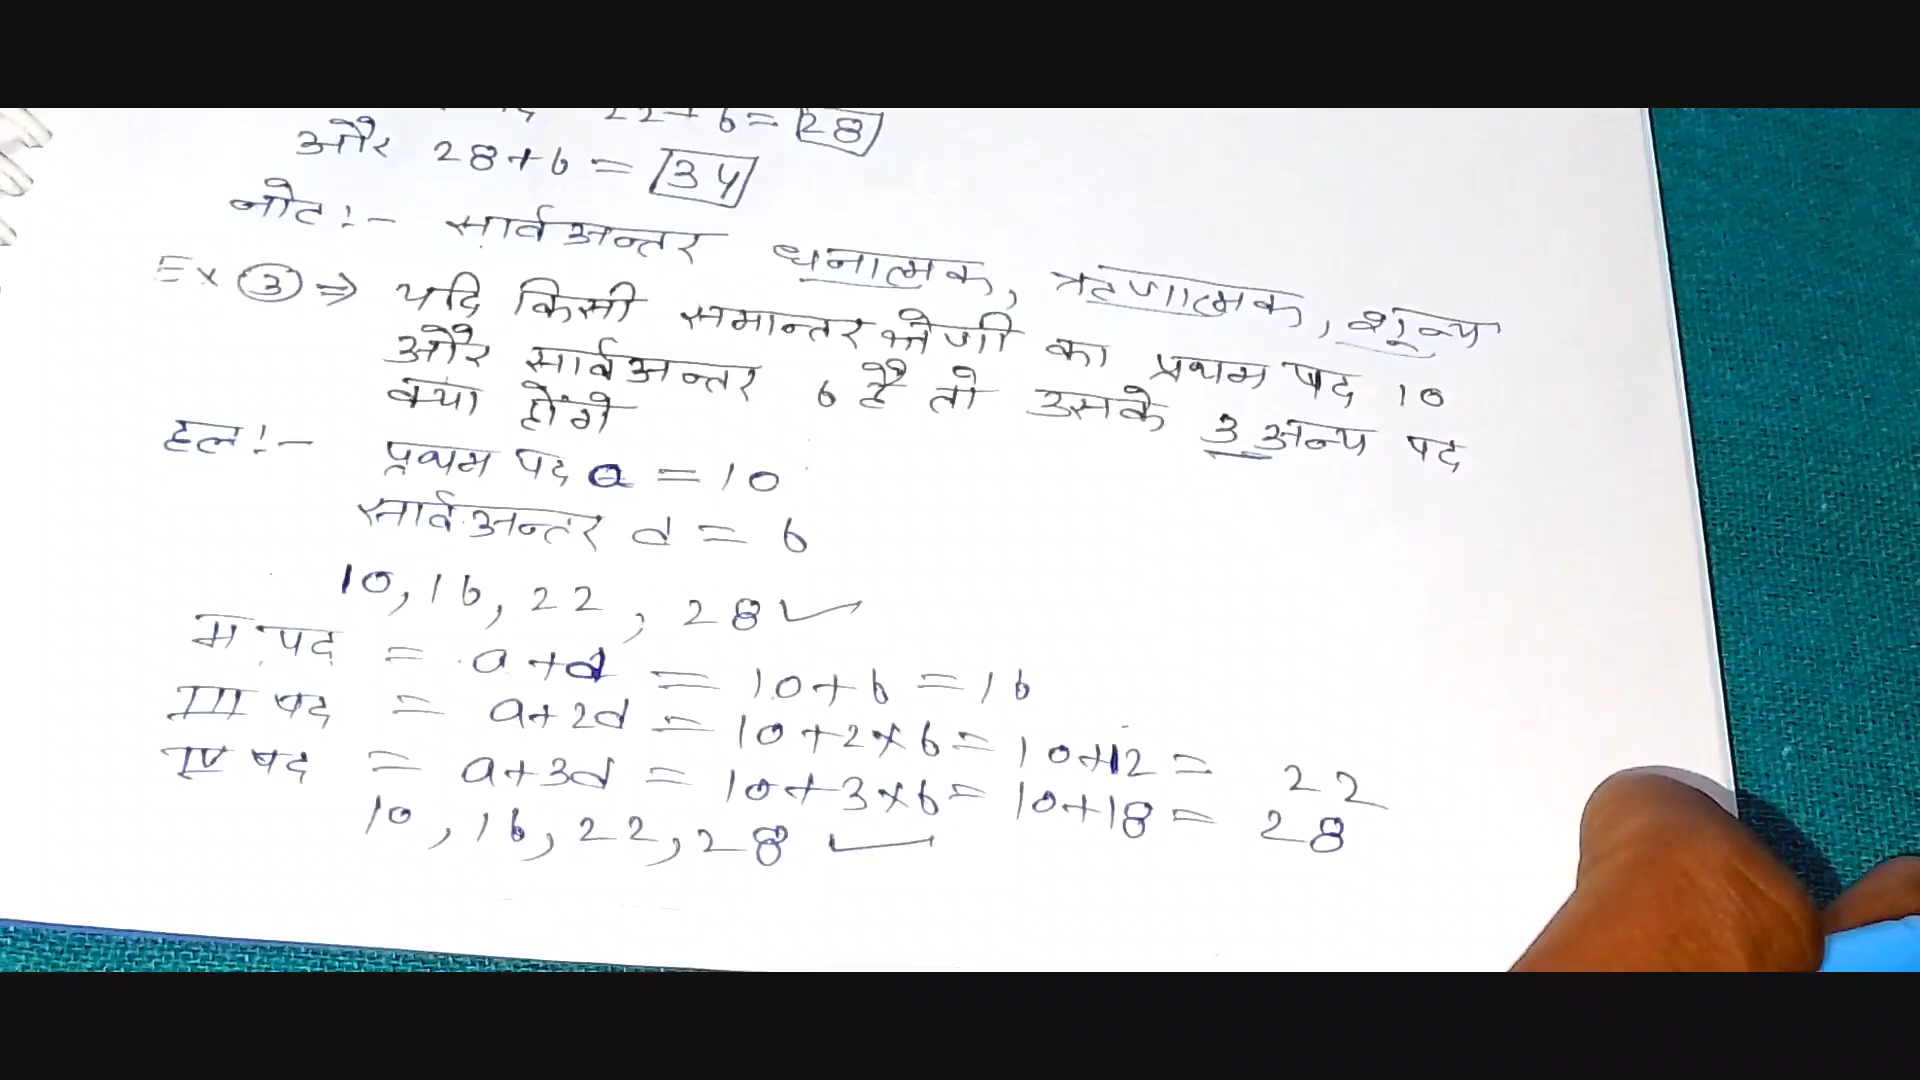 22+6=28
और 28+6 = 34
नोट:- सार्वअन्तर धनात्मक, ऋणात्मक, शून्य
Ex ③ ⇒ यदि किसी समान्तर श्रेणी का प्रथम पद 10
और सार्वअन्तर 6 है तो उसके 3 अन्य पद
क्या होंगे
हल:- प्रथम पद a = 10
सार्वअन्तर d = 6
10, 16, 22, 28 ✓
पद = a+d = 10+6 = 16
III पद = a+2d = 10+2×6 = 10+12 = 22
IV पद = a+3d = 10+3×6 = 10+18 = 28
10, 16, 22, 28 ✓